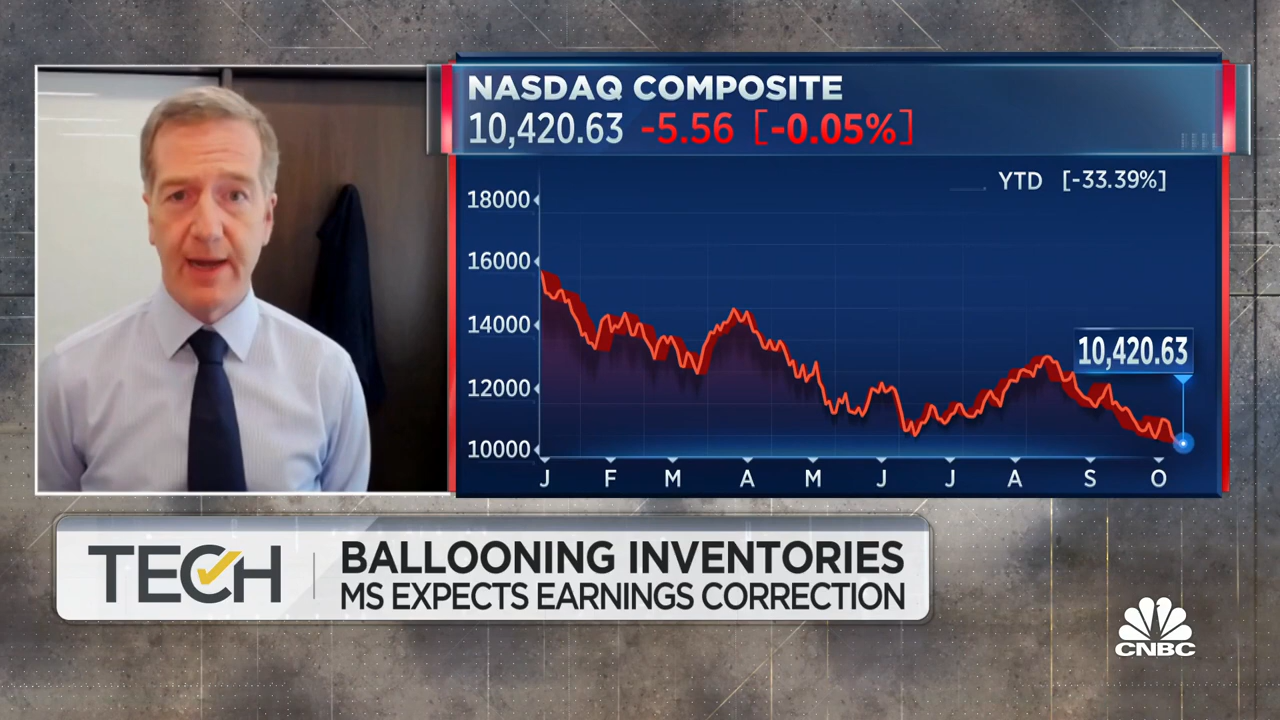 NASDAQ COMPOSITE
10,420.63 -5.56 [-0.05%]
YTD [-33.39%]
18000
16000
14000
12000
10000
10,420.63
J F M A M J J A S O
TECH
BALLOONING INVENTORIES
MS EXPECTS EARNINGS CORRECTION
CNBC